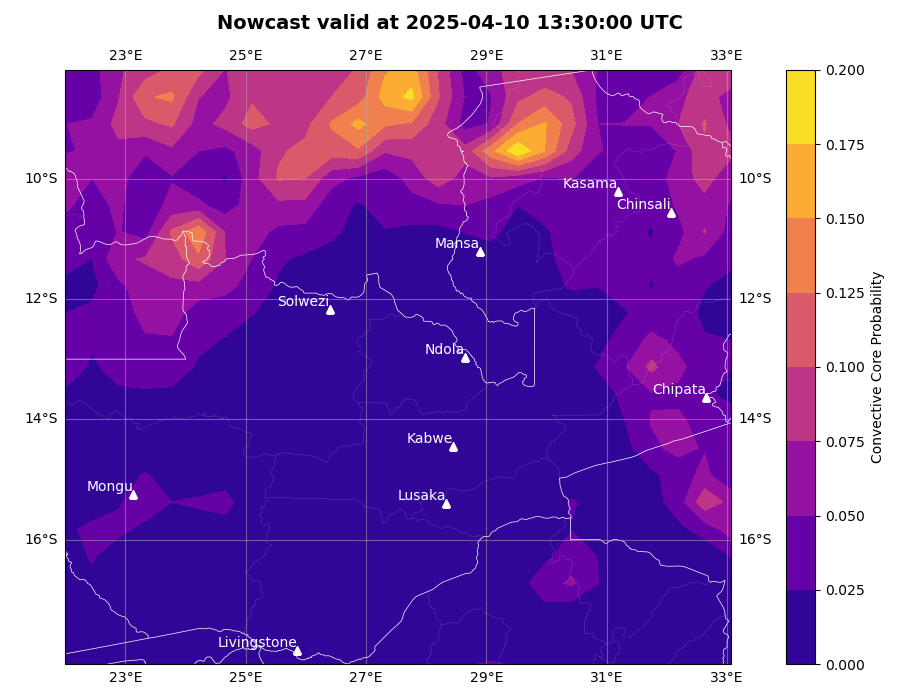 Nowcast valid at 2025-04-10 13:30:00 UTC
23°E 25°E 27°E 29°E 31°E 33°E
0.200
0.175
10°S 10°S
Kasama
Chinsali
0.150
Mansa
0.125
12°S 12°S
Solwezi
Convective Core Probability
0.100
Ndola
Chipata
0.075
14°S 14°S
Kabwe
Mongu
Lusaka
0.050
16°S 16°S
0.025
Livingstone
0.000
23°E 25°E 27°E 29°E 31°E 33°E